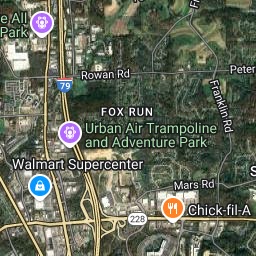 e All
Park
Rowan Rd
Peter
79
FOX RUN
Franklin Rd
Urban Air Trampoline
and Adventure Park
Walmart Supercenter
Mars Rd
S
Chick-fil-A
228